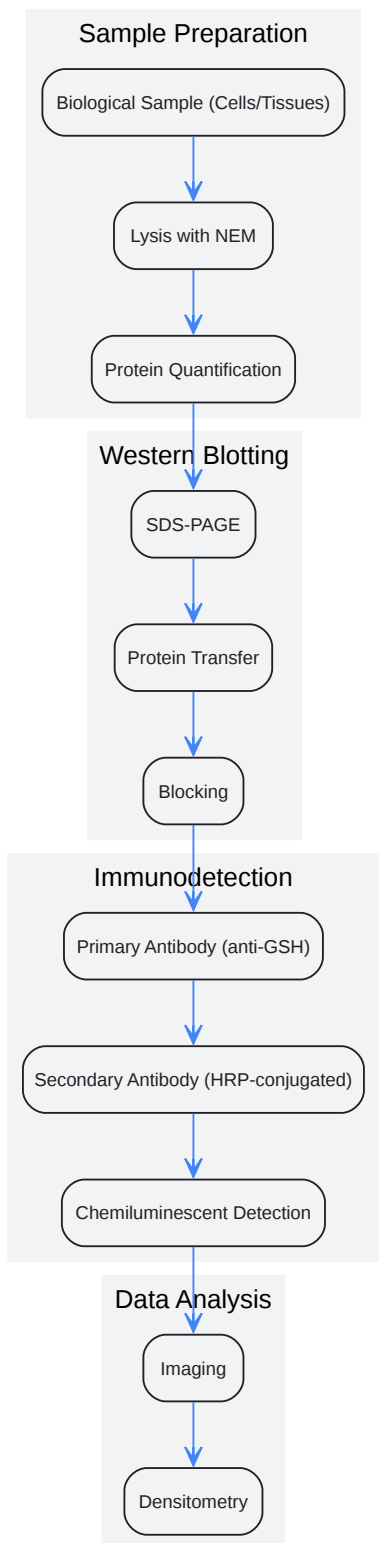 Sample Preparation
Biological Sample (Cells/Tissues)
Lysis with NEM
Protein Quantification
Western Blotting
SDS-PAGE
Protein Transfer
Blocking
Immunodetection
Primary Antibody (anti-GSH)
Secondary Antibody (HRP-conjugated)
Chemiluminescent Detection
Data Analysis
Imaging
Densitometry